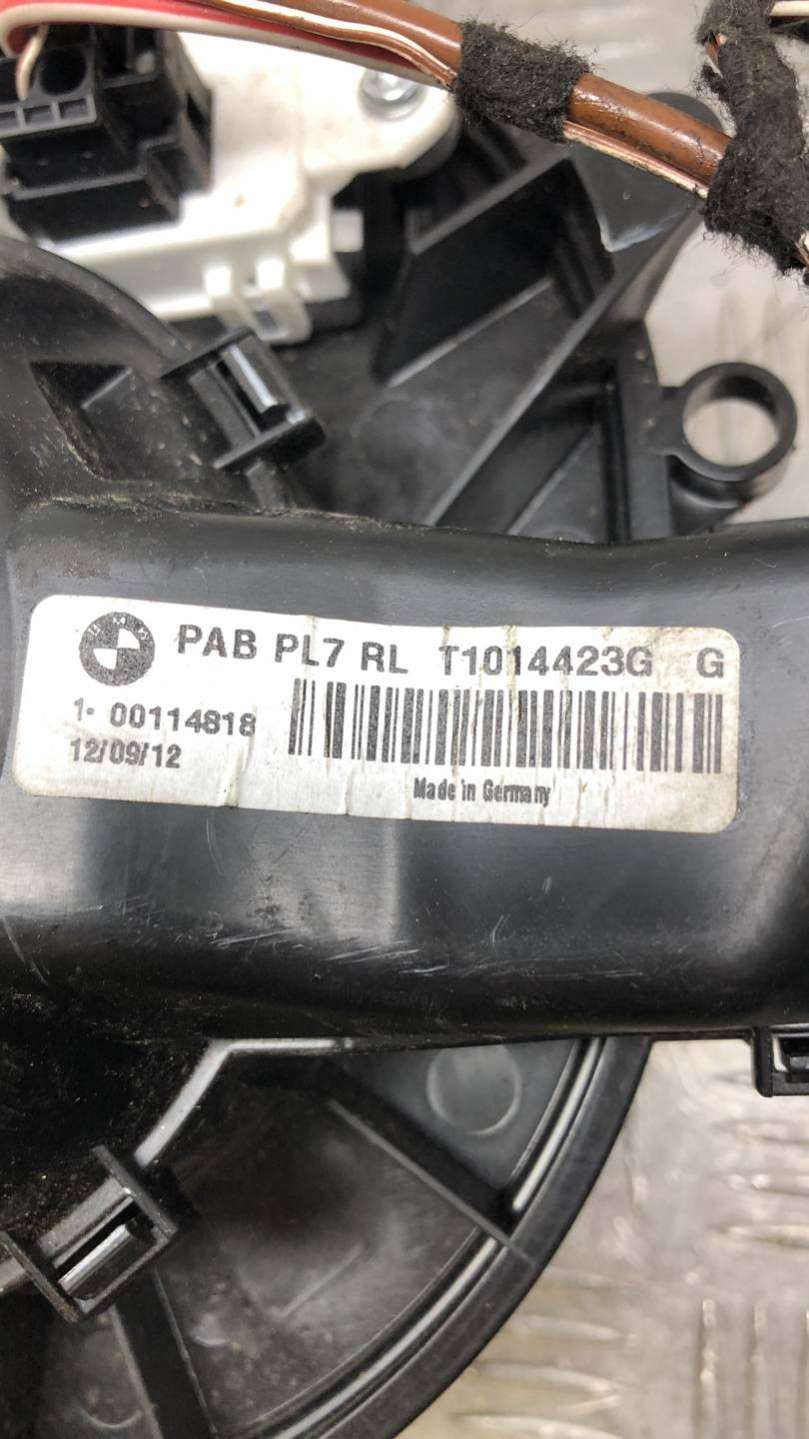 PAB PL7 RL T1014423G G
1- 00114818
12/09/12
Made in Germany